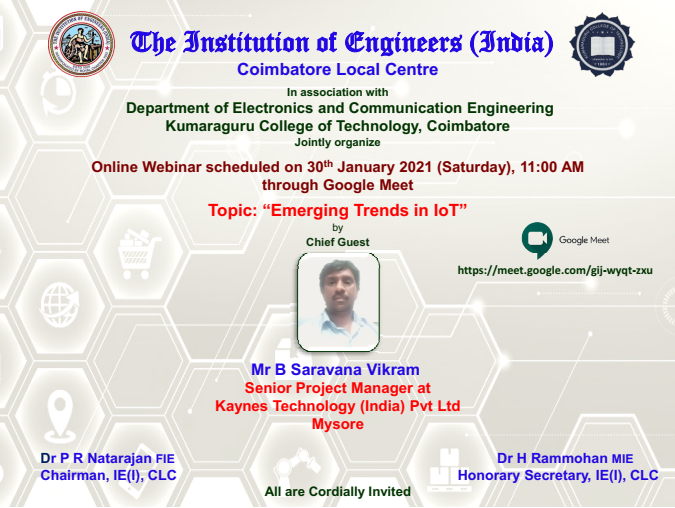 The Institution of Engineers (India)
Coimbatore Local Centre
In association with
Department of Electronics and Communication Engineering
Kumaraguru College of Technology, Coimbatore
Jointly organize
Online Webinar scheduled on 30th January 2021 (Saturday), 11:00 AM
through Google Meet
Topic: “Emerging Trends in IoT”
by
Chief Guest
Google Meet
https://meet.google.com/gij-wyqt-zxu
Mr B Saravana Vikram
Senior Project Manager at
Kaynes Technology (India) Pvt Ltd
Mysore
Dr P R Natarajan FIE
Chairman, IE(I), CLC
Dr H Rammohan MIE
Honorary Secretary, IE(I), CLC
All are Cordially Invited